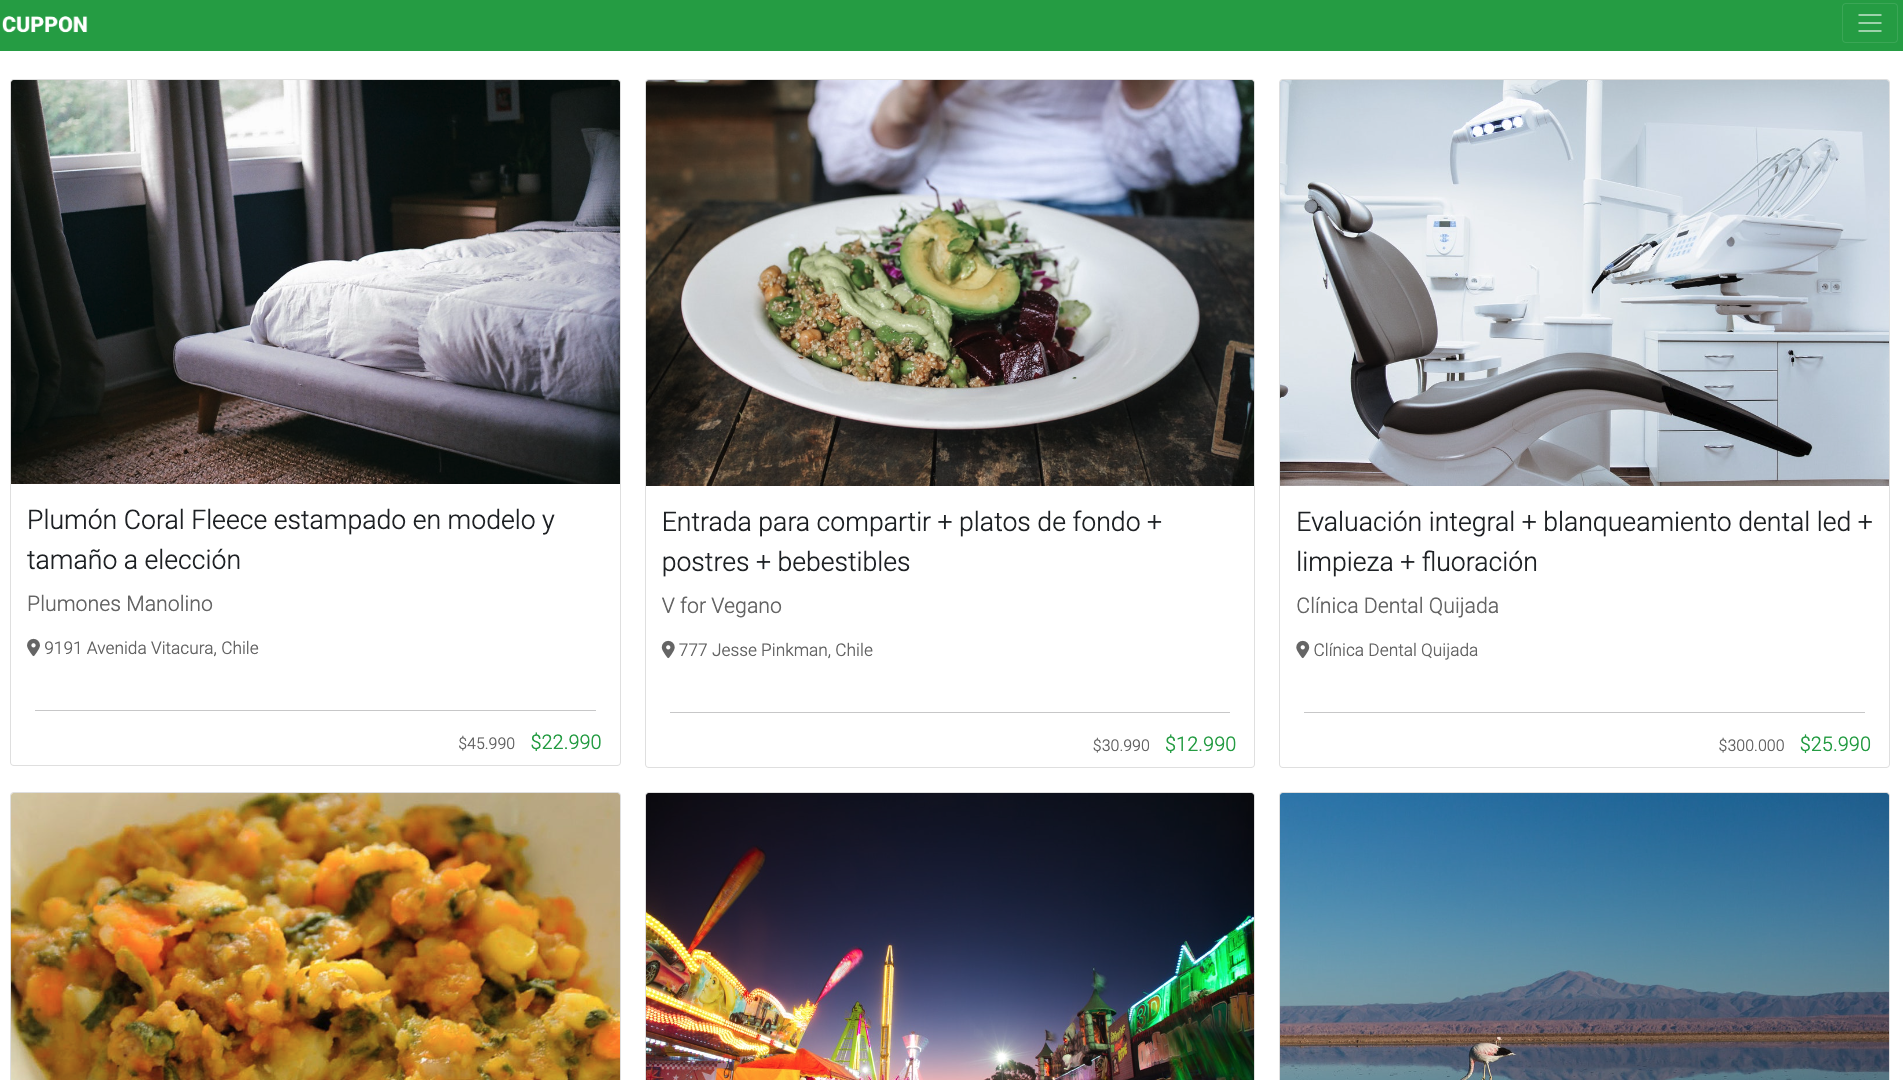 CUPPON
Plumón Coral Fleece estampado en modelo y
tamaño a elección
Plumones Manolino
9191 Avenida Vitacura, Chile
$45.990 $22.990
Entrada para compartir + platos de fondo +
postres + bebestibles
V for Vegano
777 Jesse Pinkman, Chile
$30.990 $12.990
Evaluación integral + blanqueamiento dental led +
limpieza + fluoración
Clínica Dental Quijada
Clínica Dental Quijada
$300.000 $25.990